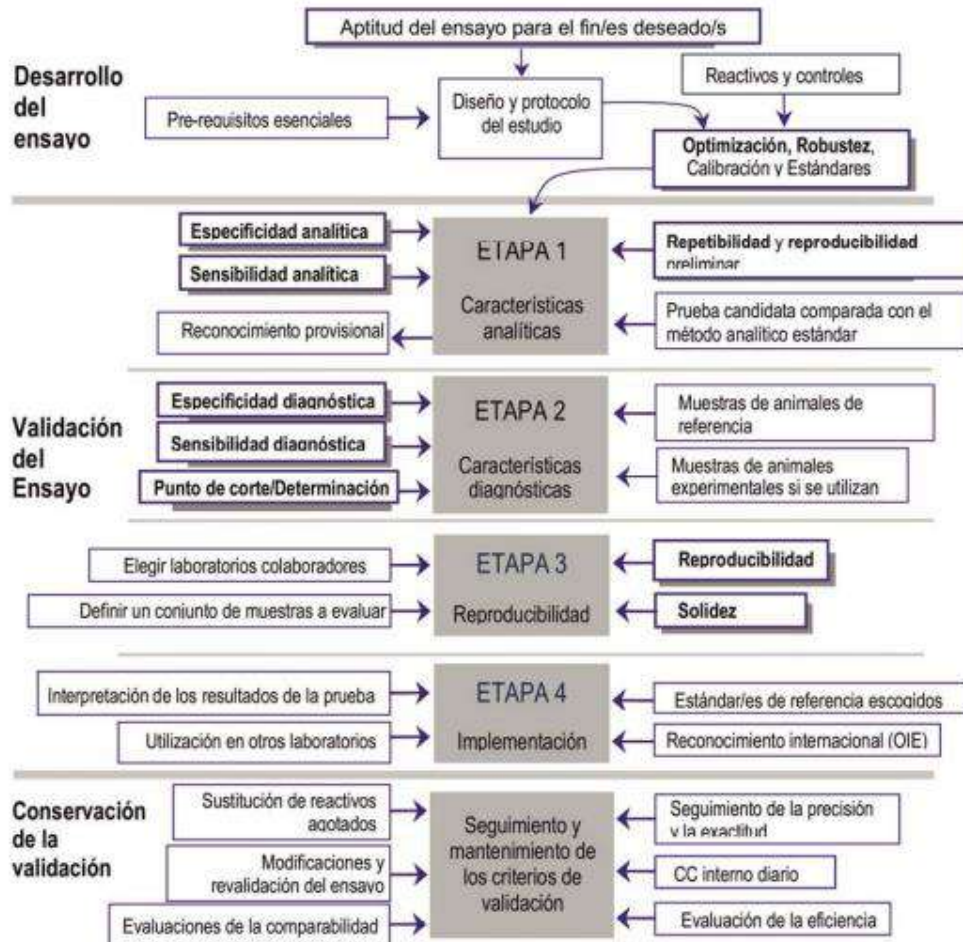 Aptitud del ensayo para el fin/es deseado/s
Desarrollo
del
ensayo
Pre-requisitos esenciales
Diseño y protocolo
del estudio
Reactivos y controles
Optimización, Robustez,
Calibración y Estándares
Especificidad analítica
Sensibilidad analítica
Reconocimiento provisional
ETAPA 1
Características
analíticas
Repetibilidad y reproducibilidad
preliminar
Prueba candidata comparada con el
método analítico estándar
Validación
del
Ensayo
Especificidad diagnóstica
Sensibilidad diagnóstica
Punto de corte/Determinación
ETAPA 2
Características
diagnósticas
Muestras de animales de
referencia
Muestras de animales
experimentales si se utilizan
Elegir laboratorios colaboradores
Definir un conjunto de muestras a evaluar
ETAPA 3
Reproducibilidad
Reproducibilidad
Solidez
Interpretación de los resultados de la prueba
Utilización en otros laboratorios
ETAPA 4
Implementación
Estándar/es de referencia escogidos
Reconocimiento internacional (OIE)
Conservación
de la
validación
Sustitución de reactivos
agotados
Modificaciones y
revalidación del ensayo
Evaluaciones de la comparabilidad
Seguimiento y
mantenimiento de
los criterios de
validación
Seguimiento de la precisión
y la exactitud
CC interno diario
Evaluación de la eficiencia